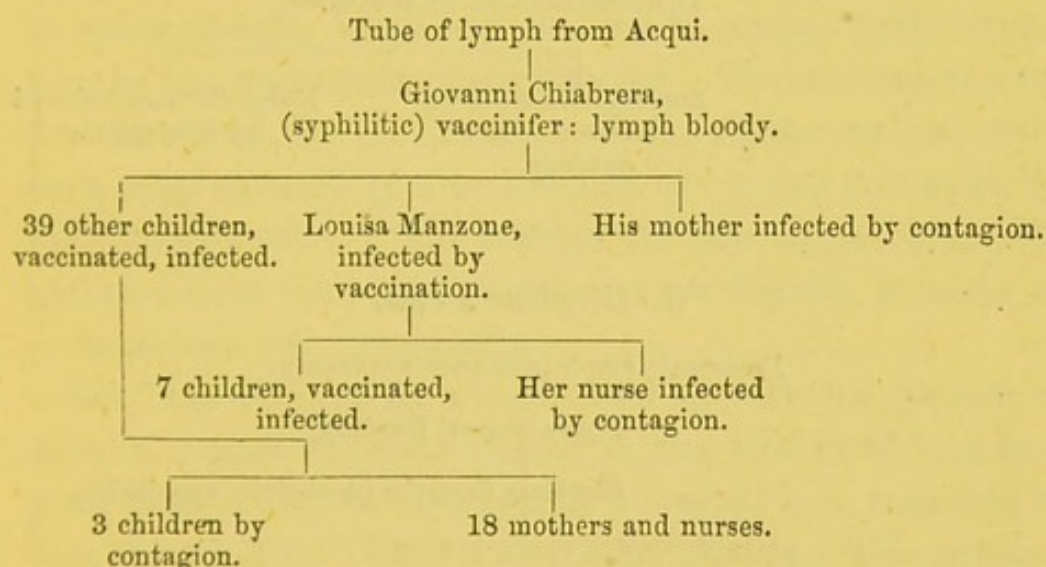 Tube of lymph from Acqui.
Giovanni Chiabrera,
(syphilitic) vaccinifer: lymph bloody.
39 other children,
vaccinated, infected.
Louisa Manzone,
infected by
vaccination.
His mother infected by contagion.
7 children, vaccinated,
infected.
Her nurse infected
by contagion.
3 children by
contagion.
18 mothers and nurses.